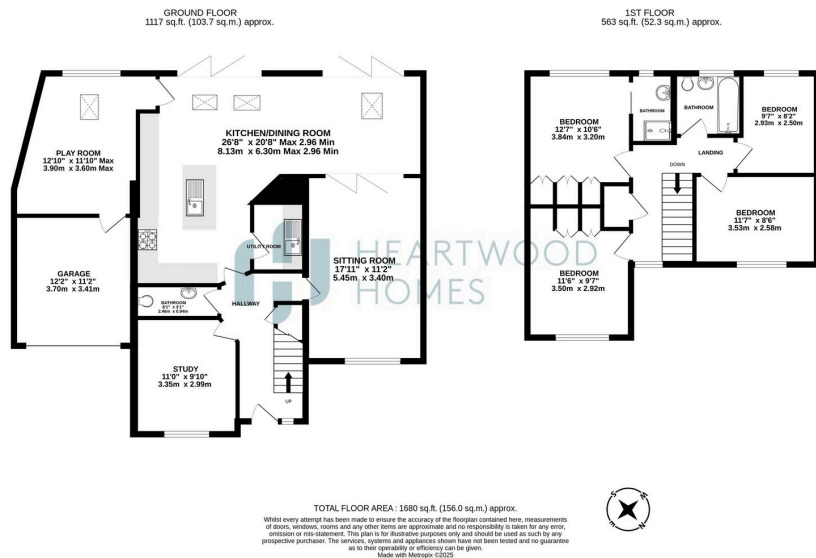 GROUND FLOOR
1117 sq.ft. (103.7 sq.m.) approx.
1ST FLOOR
563 sq.ft. (52.3 sq.m.) approx.
PLAY ROOM
12'10" x 11'10" Max
3.90m x 3.60m Max
KITCHEN/DINING ROOM
26'8" x 20'8" Max 2.96 Min
8.13m x 6.30m Max 2.96 Min
UTILITY ROOM
SITTING ROOM
17'11" x 11'2"
5.45m x 3.40m
GARAGE
12'2" x 11'2"
3.70m x 3.41m
BATHROOM
8'1" x 3'1"
2.46m x 0.94m
HALLWAY
STUDY
11'0" x 9'10"
3.35m x 2.99m
UP
BEDROOM
12'7" x 10'6"
3.84m x 3.20m
BATHROOM
BATHROOM
BEDROOM
9'7" x 8'2"
2.93m x 2.50m
LANDING
DOWN
BEDROOM
11'7" x 8'6"
3.53m x 2.58m
BEDROOM
11'6" x 9'7"
3.50m x 2.92m
HEARTWOOD
HOMES
TOTAL FLOOR AREA : 1680 sq.ft. (156.0 sq.m.) approx.
Whilst every attempt has been made to ensure the accuracy of the floorplan contained here, measurements
of doors, windows, rooms and any other items are approximate and no responsibility is taken for any error,
omission or mis-statement. This plan is for illustrative purposes only and should be used as such by any
prospective purchaser. The services, systems and appliances shown have not been tested and no guarantee
as to their operability or efficiency can be given.
Made with Metropix ©2025
S
W
E
N